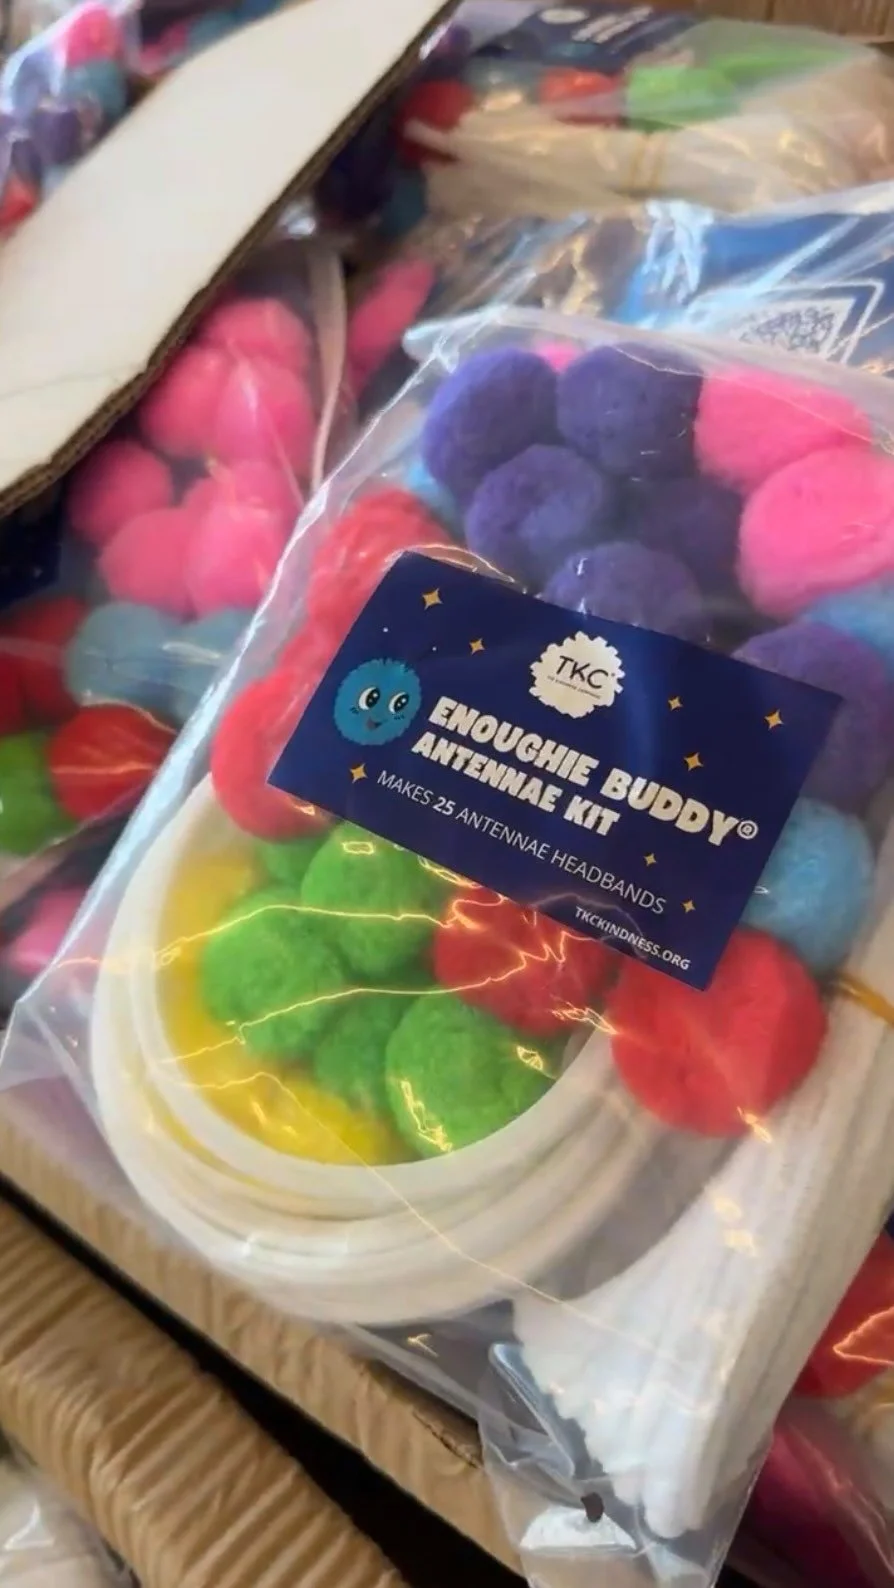 TKC
ENOUGHIE BUDDY®
ANTENNAE KIT
MAKES 25 ANTENNAE HEADBANDS
TKCKINDNESS.ORG